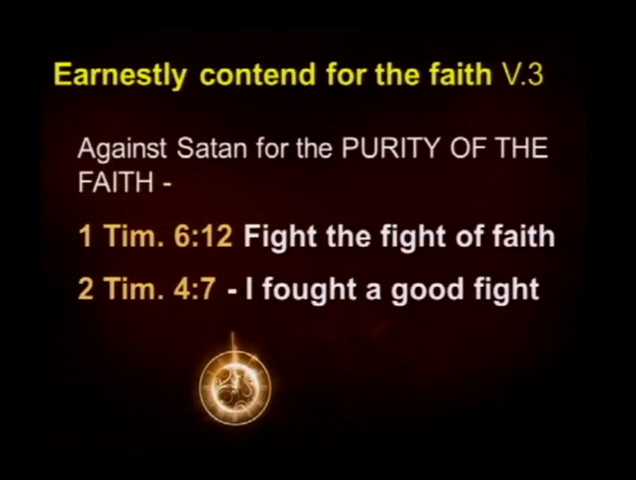 Earnestly contend for the faith V.3
Against Satan for the PURITY OF THE
FAITH -
1 Tim. 6:12 Fight the fight of faith
2 Tim. 4:7 - I fought a good fight